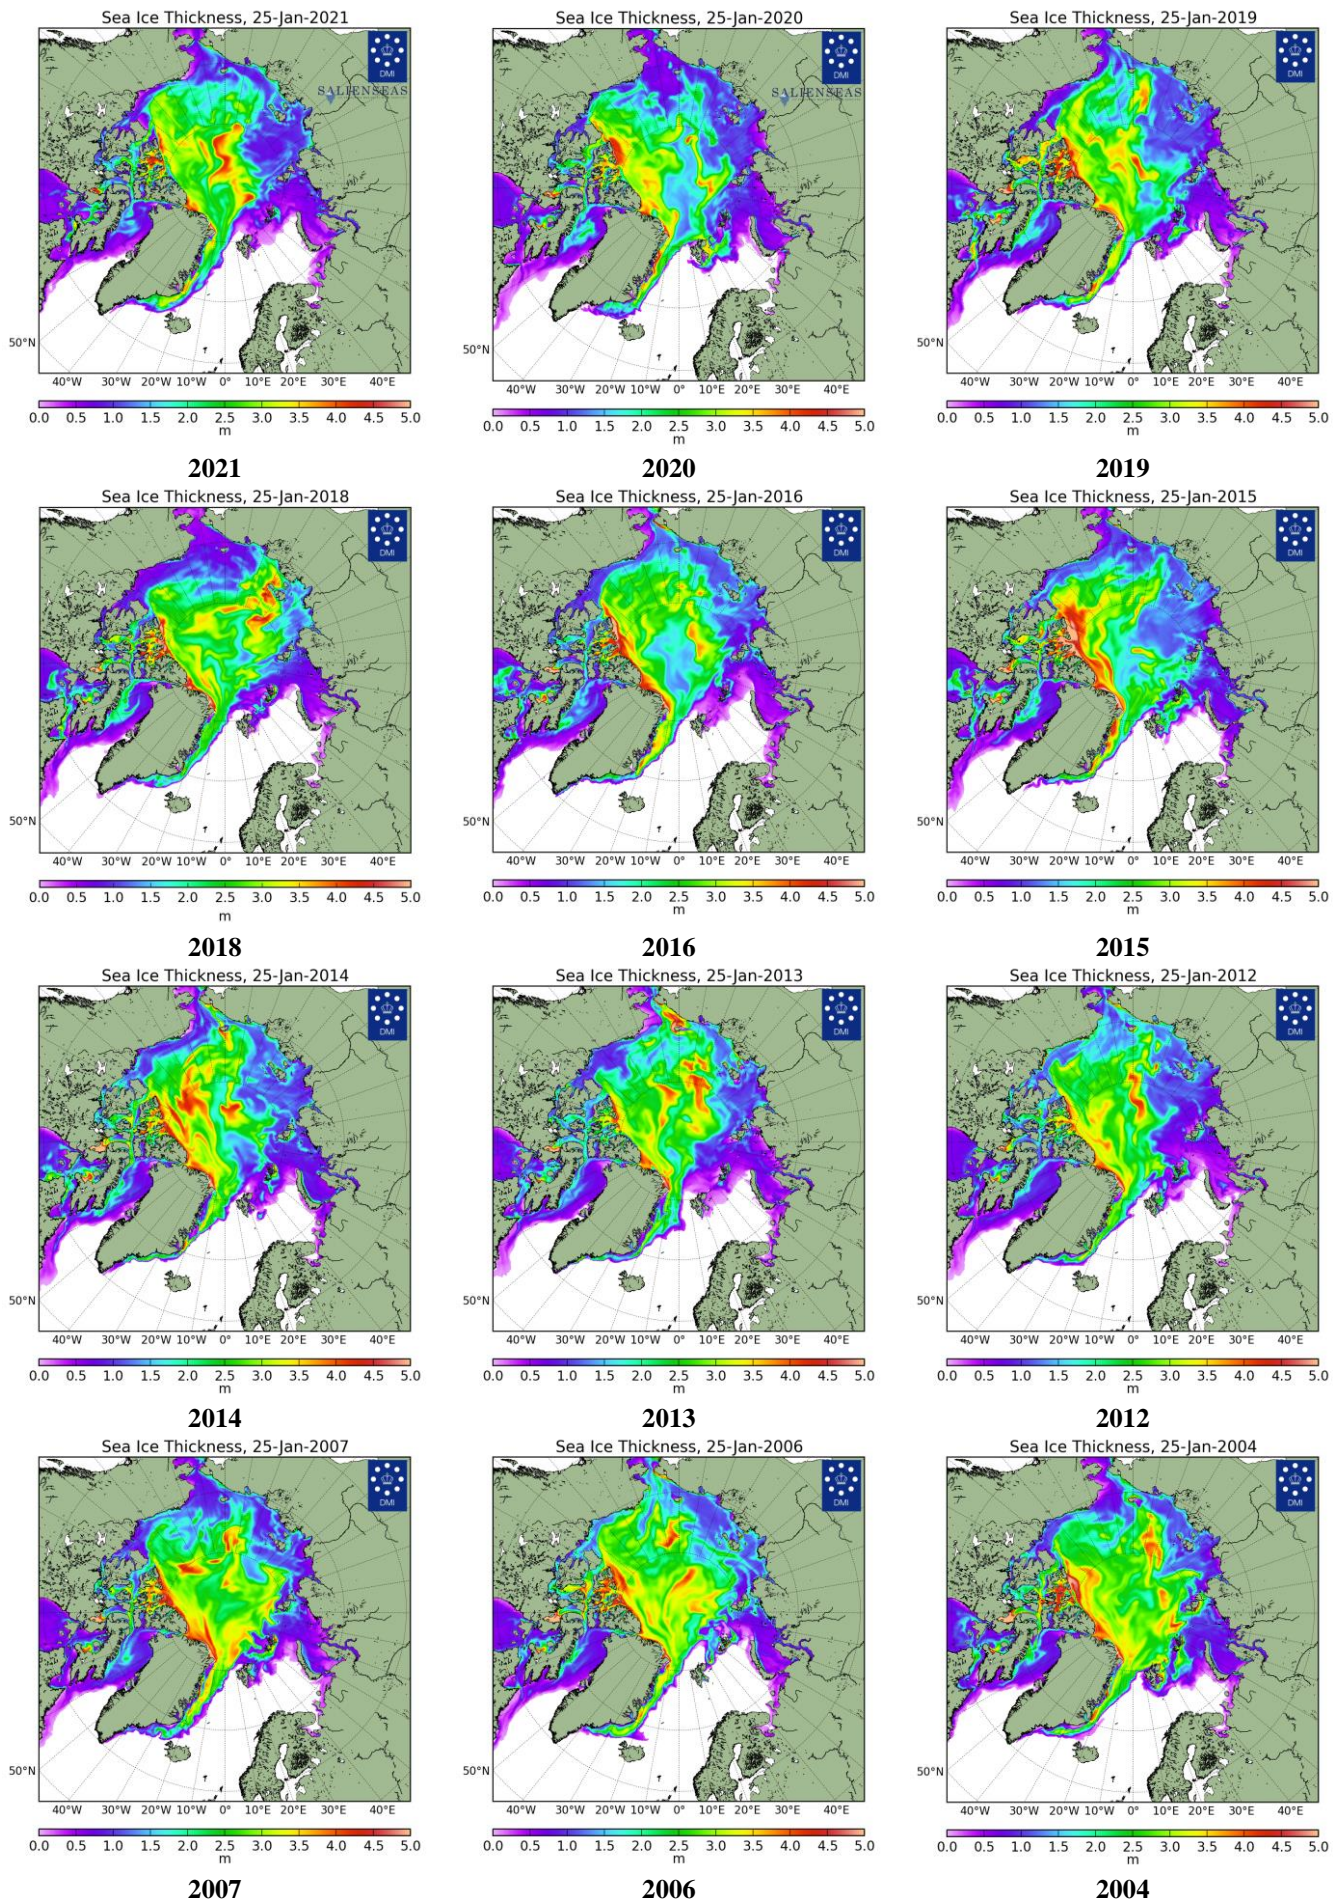 Sea Ice Thickness, 25-Jan-2021
Sea Ice Thickness, 25-Jan-2020
Sea Ice Thickness, 25-Jan-2019
DMI
DMI
DMI
SALIENSEAS
SALIENSEAS
50°N
50°N
50°N
40°W 30°W 20°W 10°W 0° 10°E 20°E 30°E 40°E
40°W 30°W 20°W 10°W 0° 10°E 20°E 30°E 40°E
40°W 30°W 20°W 10°W 0° 10°E 20°E 30°E 40°E
0.0 0.5 1.0 1.5 2.0 2.5 3.0 3.5 4.0 4.5 5.0
0.0 0.5 1.0 1.5 2.0 2.5 3.0 3.5 4.0 4.5 5.0
0.0 0.5 1.0 1.5 2.0 2.5 3.0 3.5 4.0 4.5 5.0
m
m
m
2021
2020
2019
Sea Ice Thickness, 25-Jan-2018
Sea Ice Thickness, 25-Jan-2016
Sea Ice Thickness, 25-Jan-2015
DMI
DMI
DMI
50°N
50°N
50°N
40°W 30°W 20°W 10°W 0° 10°E 20°E 30°E 40°E
40°W 30°W 20°W 10°W 0° 10°E 20°E 30°E 40°E
40°W 30°W 20°W 10°W 0° 10°E 20°E 30°E 40°E
0.0 0.5 1.0 1.5 2.0 2.5 3.0 3.5 4.0 4.5 5.0
0.0 0.5 1.0 1.5 2.0 2.5 3.0 3.5 4.0 4.5 5.0
0.0 0.5 1.0 1.5 2.0 2.5 3.0 3.5 4.0 4.5 5.0
m
m
m
2018
2016
2015
Sea Ice Thickness, 25-Jan-2014
Sea Ice Thickness, 25-Jan-2013
Sea Ice Thickness, 25-Jan-2012
DMI
DMI
DMI
50°N
50°N
50°N
40°W 30°W 20°W 10°W 0° 10°E 20°E 30°E 40°E
40°W 30°W 20°W 10°W 0° 10°E 20°E 30°E 40°E
40°W 30°W 20°W 10°W 0° 10°E 20°E 30°E 40°E
0.0 0.5 1.0 1.5 2.0 2.5 3.0 3.5 4.0 4.5 5.0
0.0 0.5 1.0 1.5 2.0 2.5 3.0 3.5 4.0 4.5 5.0
0.0 0.5 1.0 1.5 2.0 2.5 3.0 3.5 4.0 4.5 5.0
m
m
m
2014
2013
2012
Sea Ice Thickness, 25-Jan-2007
Sea Ice Thickness, 25-Jan-2006
Sea Ice Thickness, 25-Jan-2004
DMI
DMI
DMI
50°N
50°N
50°N
40°W 30°W 20°W 10°W 0° 10°E 20°E 30°E 40°E
40°W 30°W 20°W 10°W 0° 10°E 20°E 30°E 40°E
40°W 30°W 20°W 10°W 0° 10°E 20°E 30°E 40°E
0.0 0.5 1.0 1.5 2.0 2.5 3.0 3.5 4.0 4.5 5.0
0.0 0.5 1.0 1.5 2.0 2.5 3.0 3.5 4.0 4.5 5.0
0.0 0.5 1.0 1.5 2.0 2.5 3.0 3.5 4.0 4.5 5.0
m
m
m
2007
2006
2004